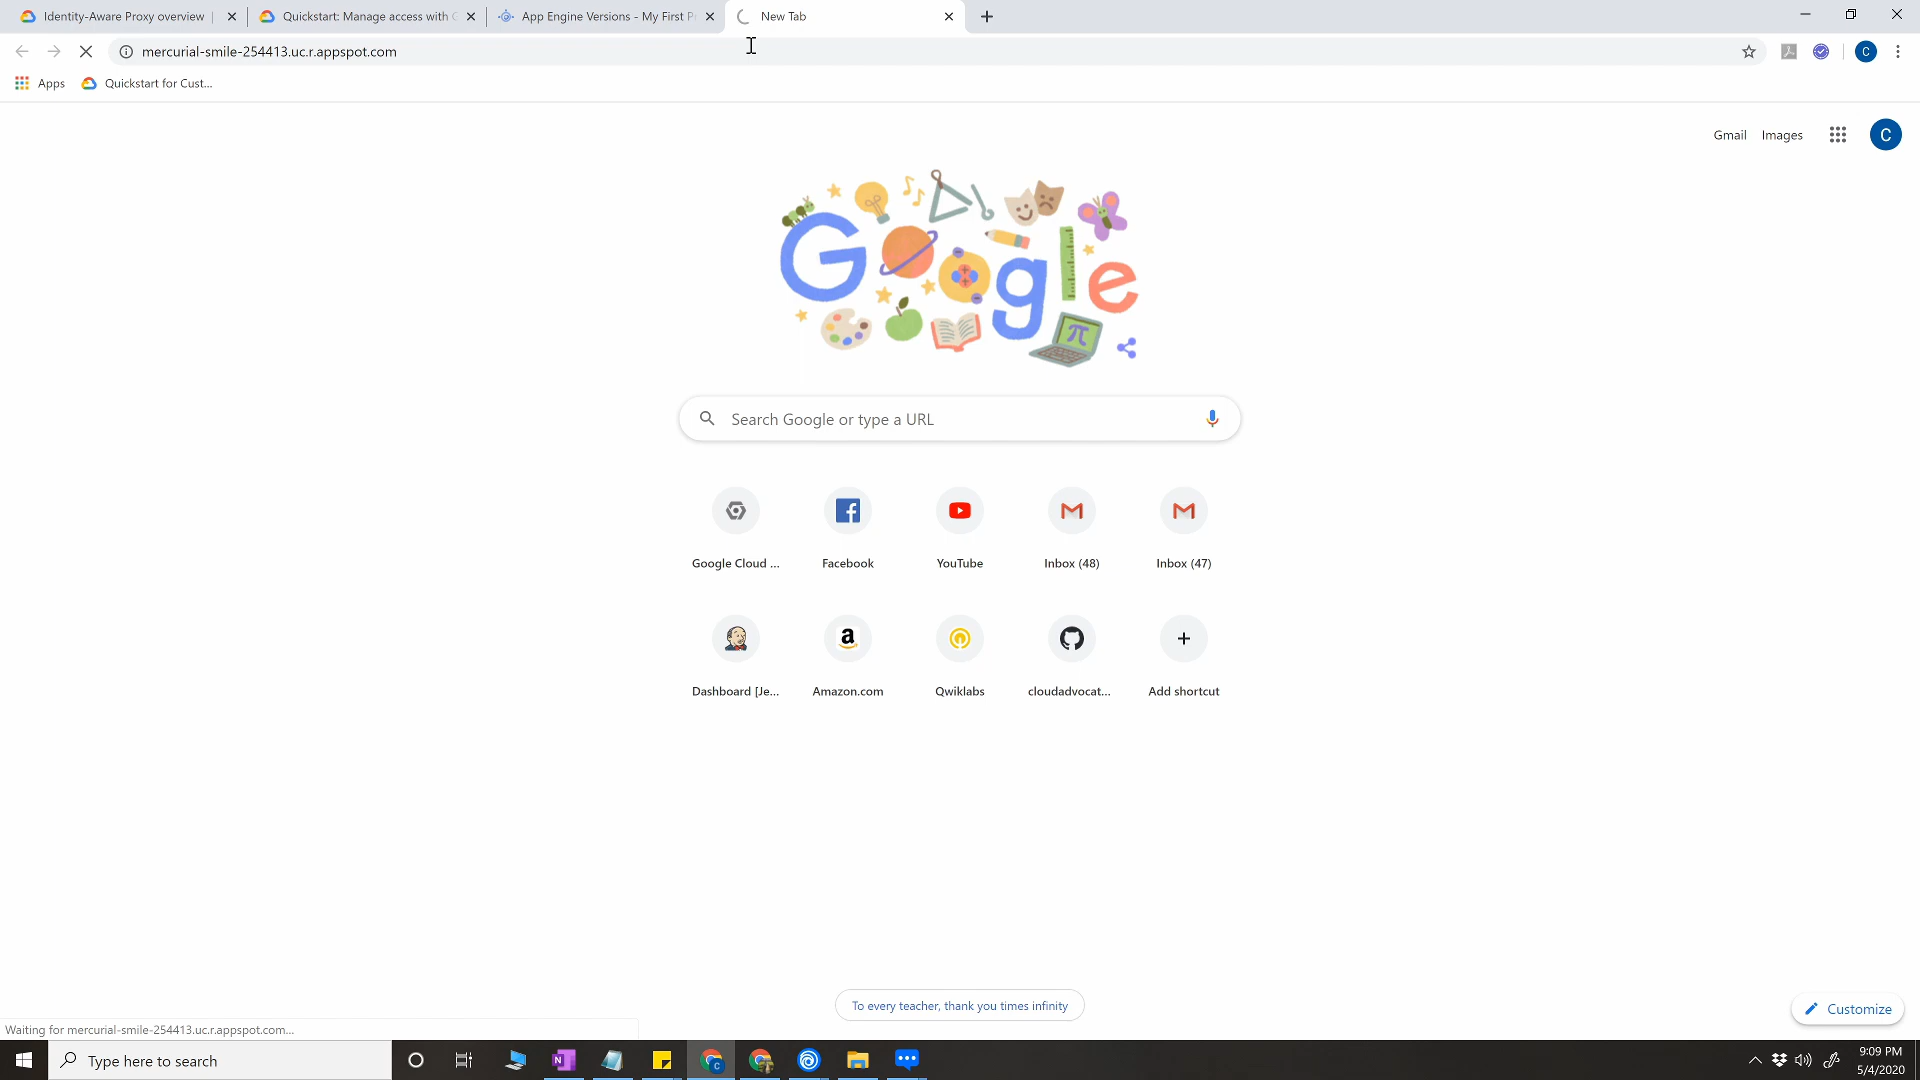 Identity-Aware Proxy overview
Quickstart: Manage access with G
App Engine Versions - My First P
New Tab
mercurial-smile-254413.uc.r.appspot.com
C
Apps
Quickstart for Cust...
Gmail
Images
C
Google
π
Search Google or type a URL
Google Cloud ...
Facebook
YouTube
Inbox (48)
Inbox (47)
a
Dashboard [Je...
Amazon.com
Qwiklabs
cloudadvocat...
Add shortcut
To every teacher, thank you times infinity
Customize
Waiting for mercurial-smile-254413.uc.r.appspot.com...
Type here to search
N
C
9:09 PM
5/4/2020